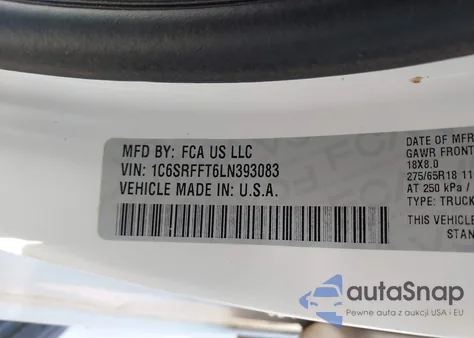 MFD BY: FCA US LLC
VIN: 1C6SRFFT6LN393083
VEHICLE MADE IN: U.S.A.
DATE OF MFR
GAWR FRONT
18X8.0
275/65R18 11
AT 250 kPa /
TYPE: TRUCK
THIS VEHICLE
STAN
autoSnap
Pewne auta z aukcji USA i EU